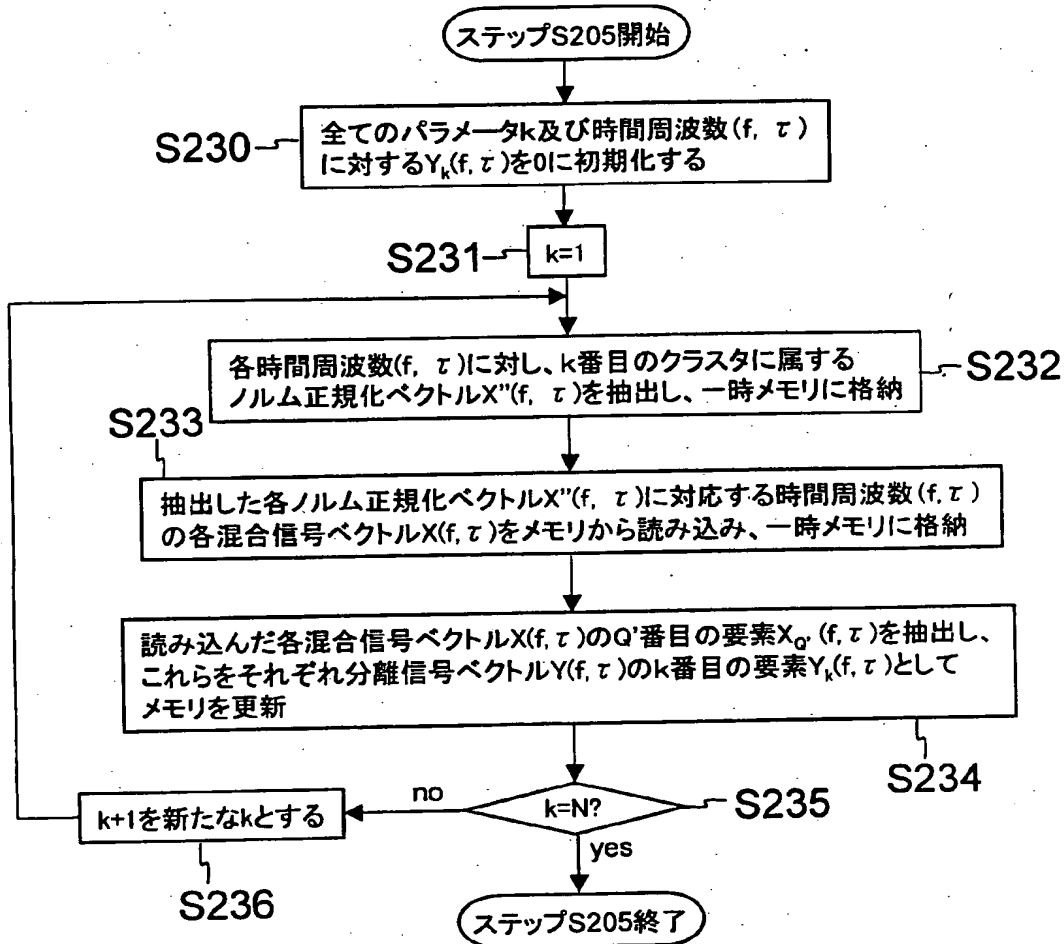 ステップS205開始
S230
全てのパラメータk及び時間周波数(f, τ)
に対するY_k(f,τ)を0に初期化する
S231
k=1
各時間周波数(f, τ)に対し、k番目のクラスタに属する
ノルム正規化ベクトルX"(f, τ)を抽出し、一時メモリに格納
S232
S233
抽出した各ノルム正規化ベクトルX"(f, τ)に対応する時間周波数(f,τ)
の各混合信号ベクトルX(f,τ)をメモリから読み込み、一時メモリに格納
読み込んだ各混合信号ベクトルX(f,τ)のQ'番目の要素X_Q'(f,τ)を抽出し、
これらをそれぞれ分離信号ベクトルY(f,τ)のk番目の要素Y_k(f,τ)として
メモリを更新
S234
k=N?
S235
no
yes
k+1を新たなkとする
S236
ステップS205終了